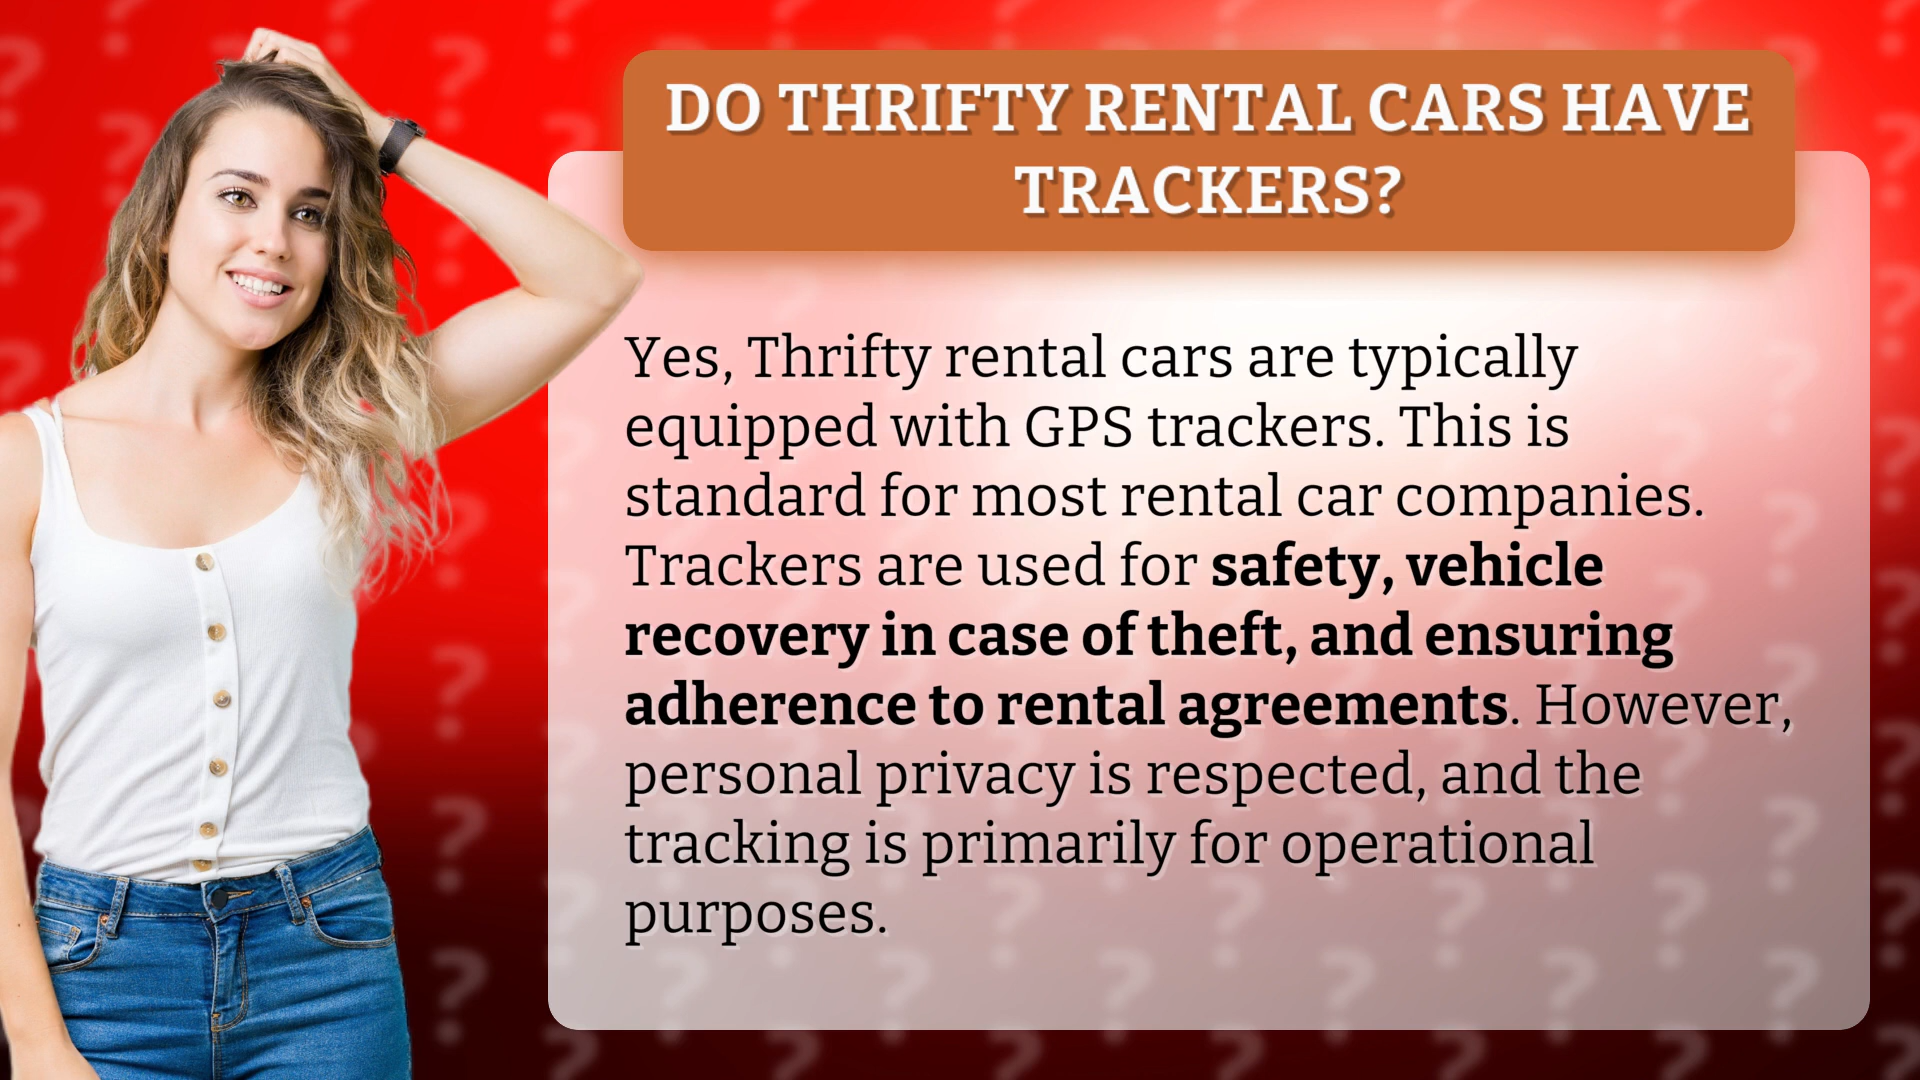 DO THRIFTY RENTAL CARS HAVE
TRACKERS?
Yes, Thrifty rental cars are typically
equipped with GPS trackers. This is
standard for most rental car companies.
Trackers are used for safety, vehicle
recovery in case of theft, and ensuring
adherence to rental agreements. However,
personal privacy is respected, and the
tracking is primarily for operational
purposes.